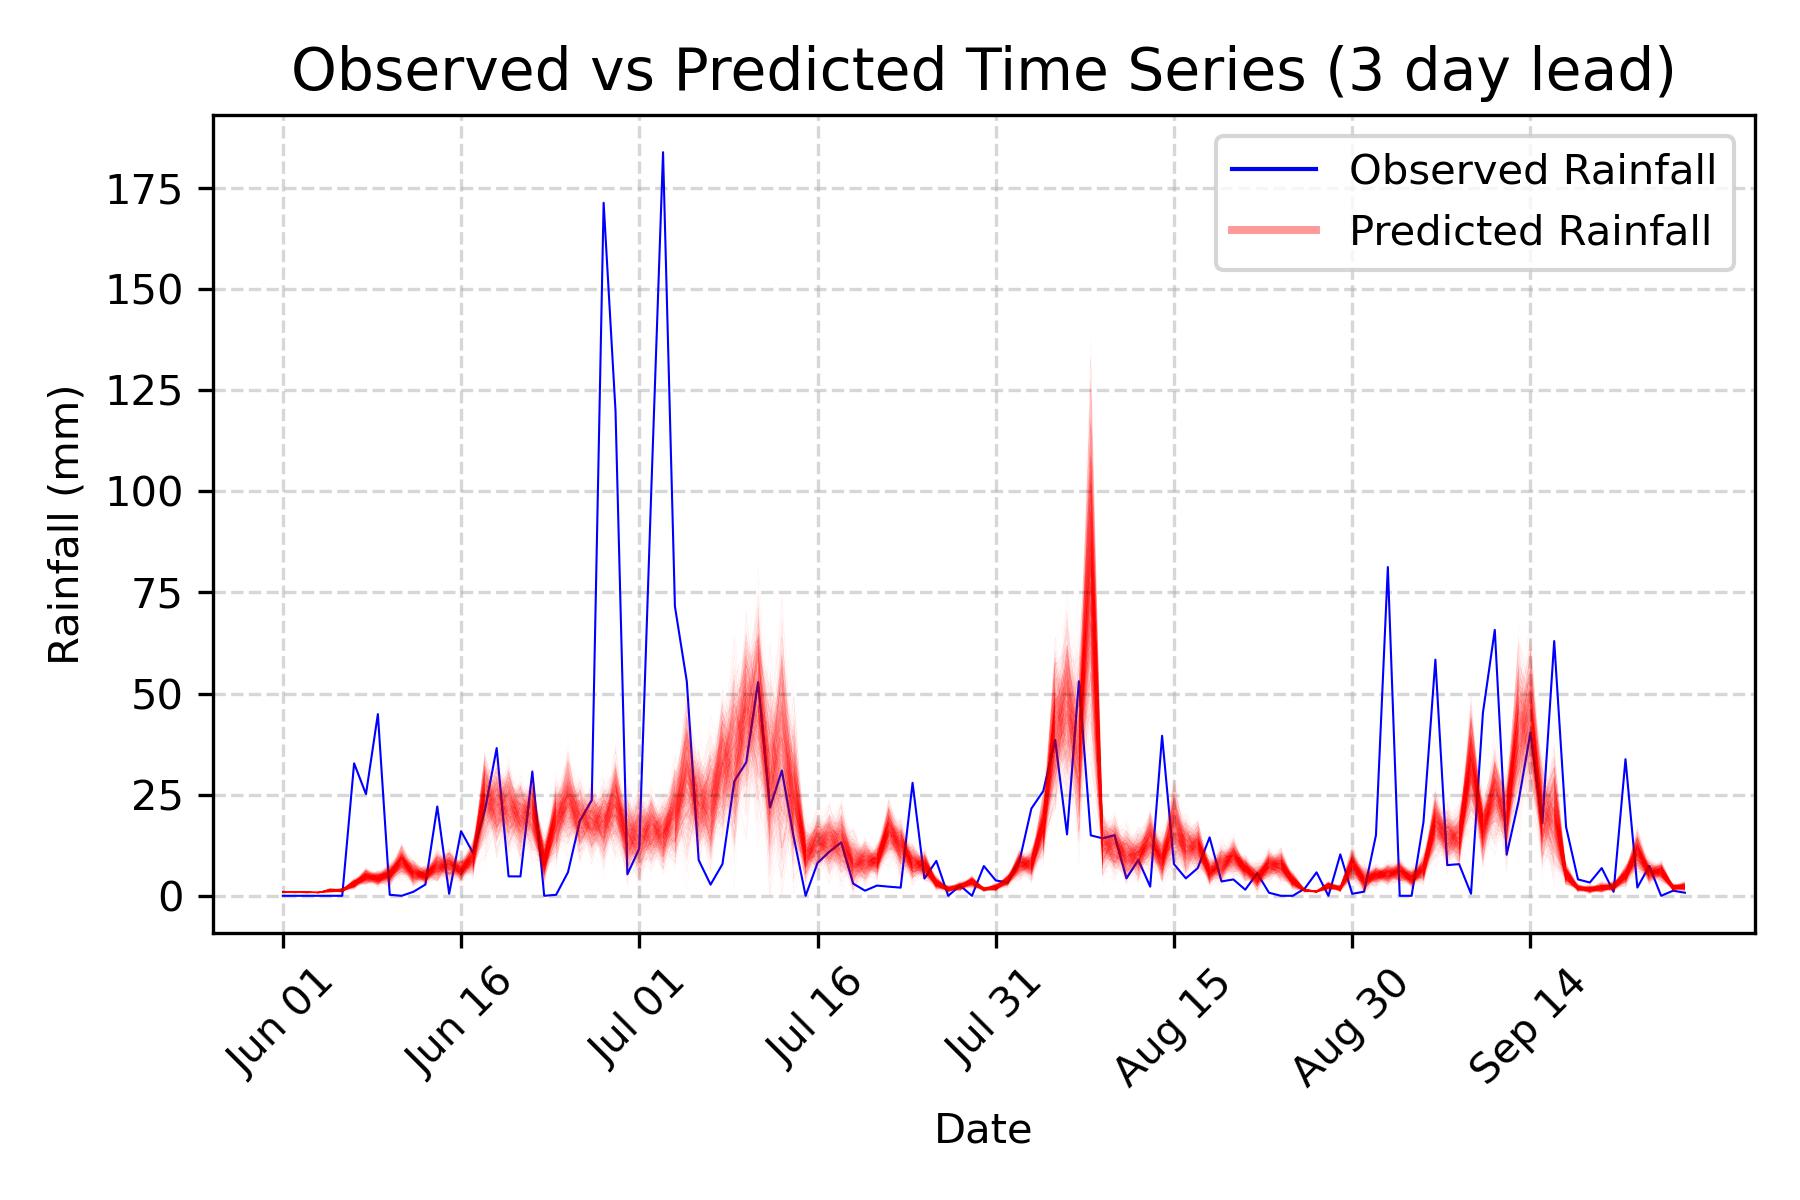 Observed vs Predicted Time Series (3 day lead)
Observed Rainfall
Predicted Rainfall
Rainfall (mm)
175
150
125
100
75
50
25
0
Jun 01
Jun 16
Jul 01
Jul 16
Jul 31
Aug 15
Aug 30
Sep 14
Date